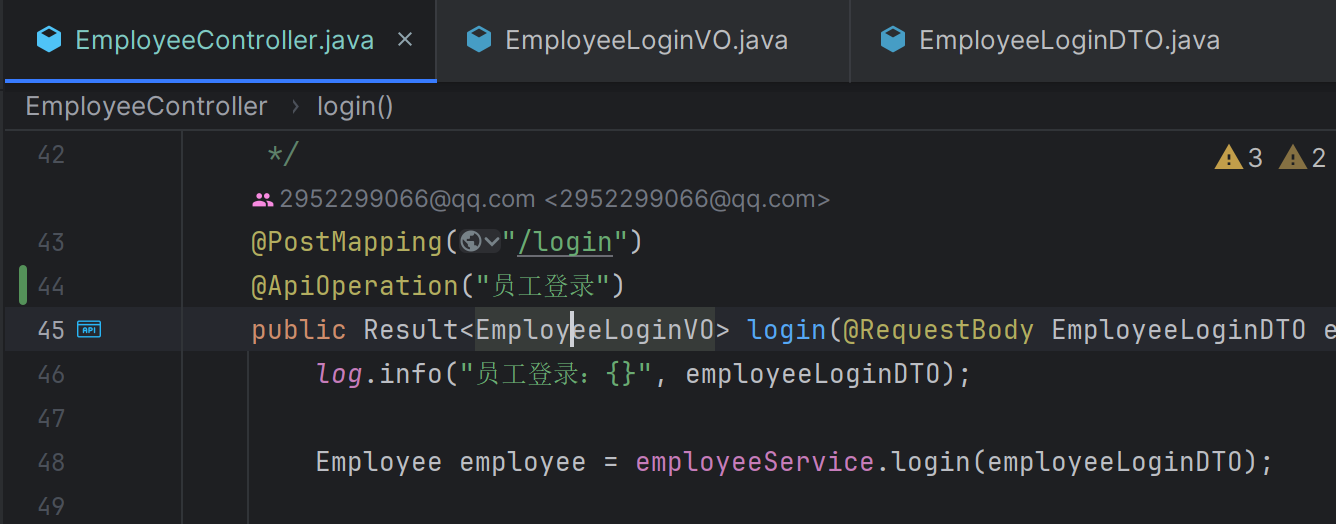 EmployeeController.java EmployeeLoginVO.java EmployeeLoginDTO.java
EmployeeController › login()
42 */ 3 2
2952299066@qq.com <2952299066@qq.com>
43 @PostMapping("/login")
44 @ApiOperation("员工登录")
45 API public Result<EmployeeLoginVO> login(@RequestBody EmployeeLoginDTO e
46 log.info("员工登录：{}", employeeLoginDTO);
47
48 Employee employee = employeeService.login(employeeLoginDTO);
49